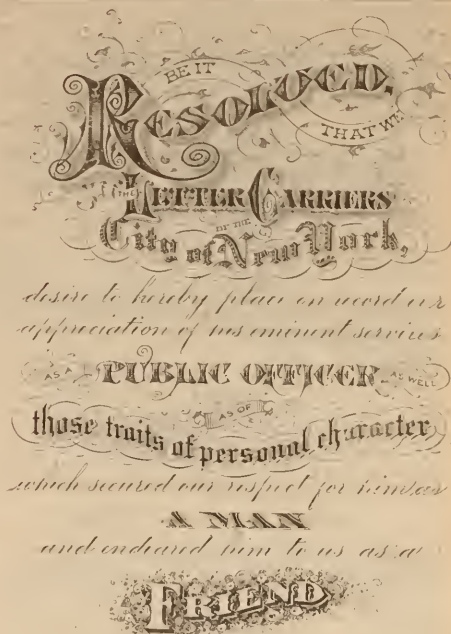 BE IT
RESOLVED,
THAT WE
THE
LETTER CARRIERS
OF THE
City of New York,
desire to hereby place on record our
appreciation of his eminent services
AS A PUBLIC OFFICER AS WELL
AS OF
those traits of personal character
which secured our respect for him as
A MAN
and endeared him to us as a
FRIEND